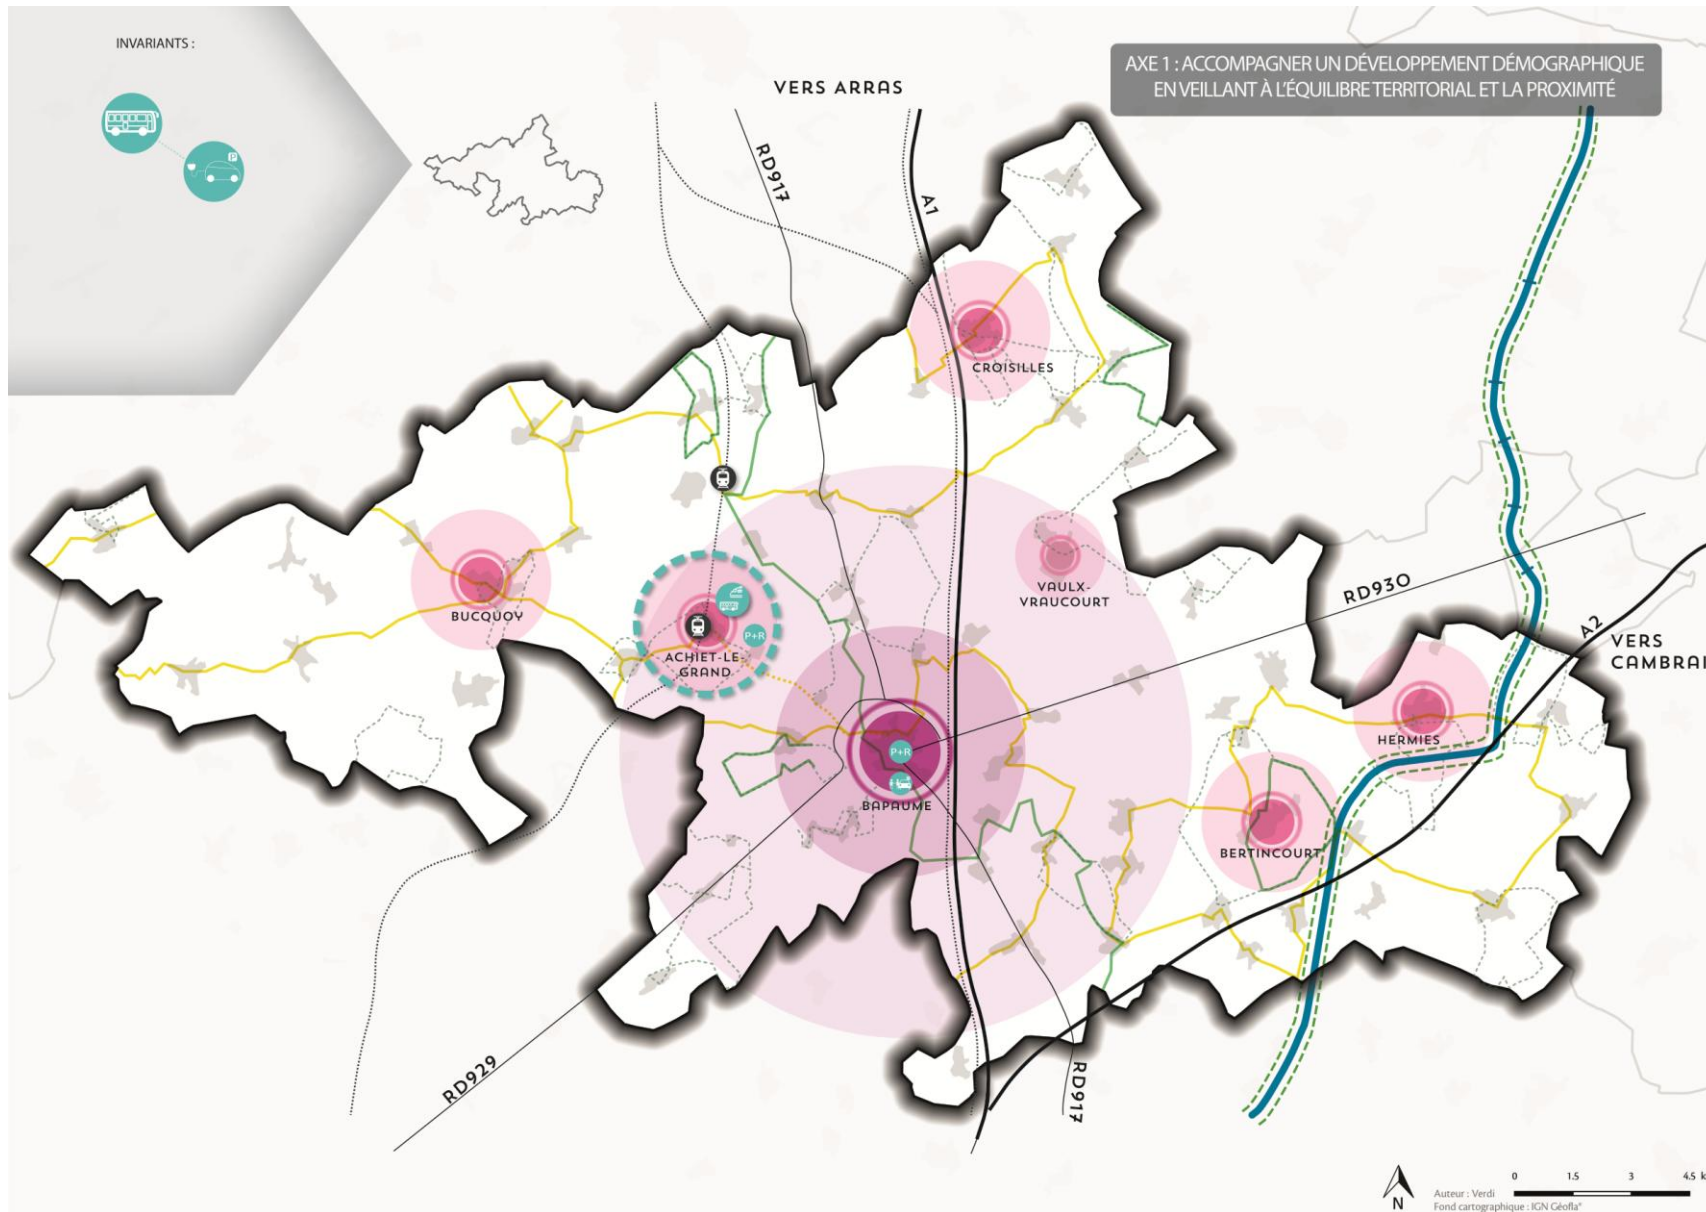 INVARIANTS :
P
AXE 1 : ACCOMPAGNER UN DÉVELOPPEMENT DÉMOGRAPHIQUE
EN VEILLANT À L'ÉQUILIBRE TERRITORIAL ET LA PROXIMITÉ
VERS ARRAS
RD917
A1
CROISILLES
BUCQUOY
P+R
ACHIET-LE-
GRAND
VAULX-
VRAUCOURT
RD930
A2
VERS
CAMBRAI
HERMIES
P+R
BAPAUME
BERTINCOURT
RD929
RD917
N
0 1.5 3 4.5 k
Auteur : Verdi
Fond cartographique : IGN Géofla®